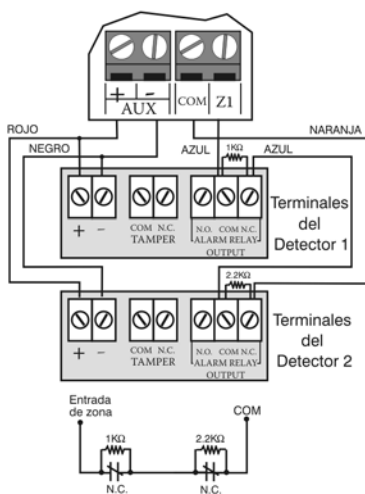 + - COM Z1
AUX
ROJO
NARANJA
NEGRO
AZUL
1KΩ
AZUL
+ -
COM N.C.
TAMPER
N.O. COM N.C.
ALARM RELAY
OUTPUT
Terminales
del
Detector 1
2.2KΩ
+ -
COM N.C.
TAMPER
N.O. COM N.C.
ALARM RELAY
OUTPUT
Terminales
del
Detector 2
Entrada
de zona
COM
1KΩ
2.2KΩ
N.C.
N.C.